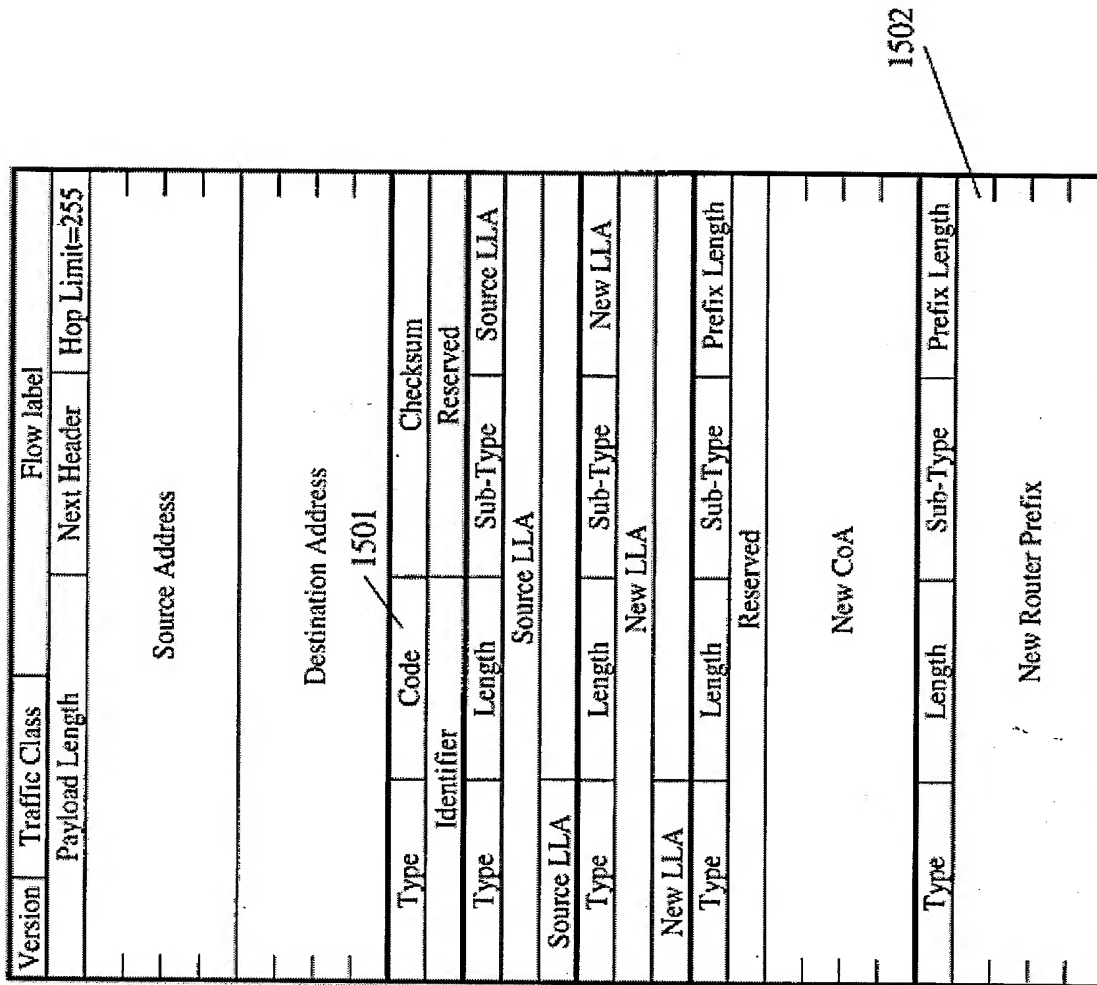 Version Traffic Class Flow label
Payload Length Next Header Hop Limit=255
Source Address
Destination Address
1501
Type Code Checksum
Identifier Reserved
Type Length Sub-Type Source LLA
Source LLA
Source LLA
Type Length Sub-Type New LLA
New LLA
New LLA
Type Length Sub-Type Prefix Length
Reserved
New CoA
Type Length Sub-Type Prefix Length
1502
New Router Prefix